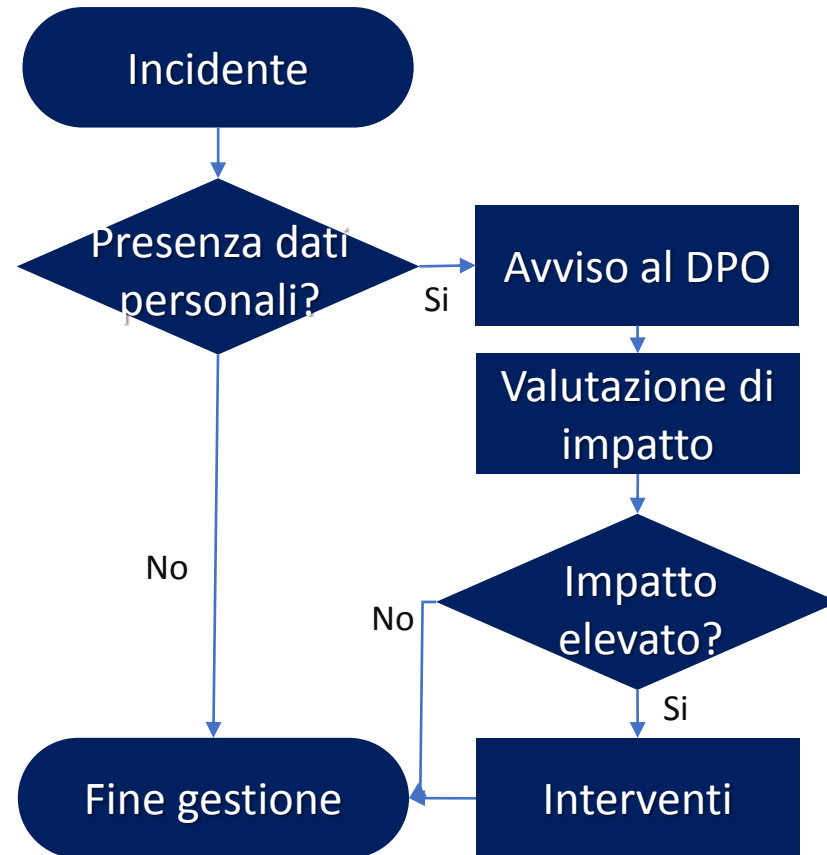 Incidente
Presenza dati
personali?
Si
Avviso al DPO
Valutazione di
impatto
No
Impatto
elevato?
No
Si
Fine gestione
Interventi